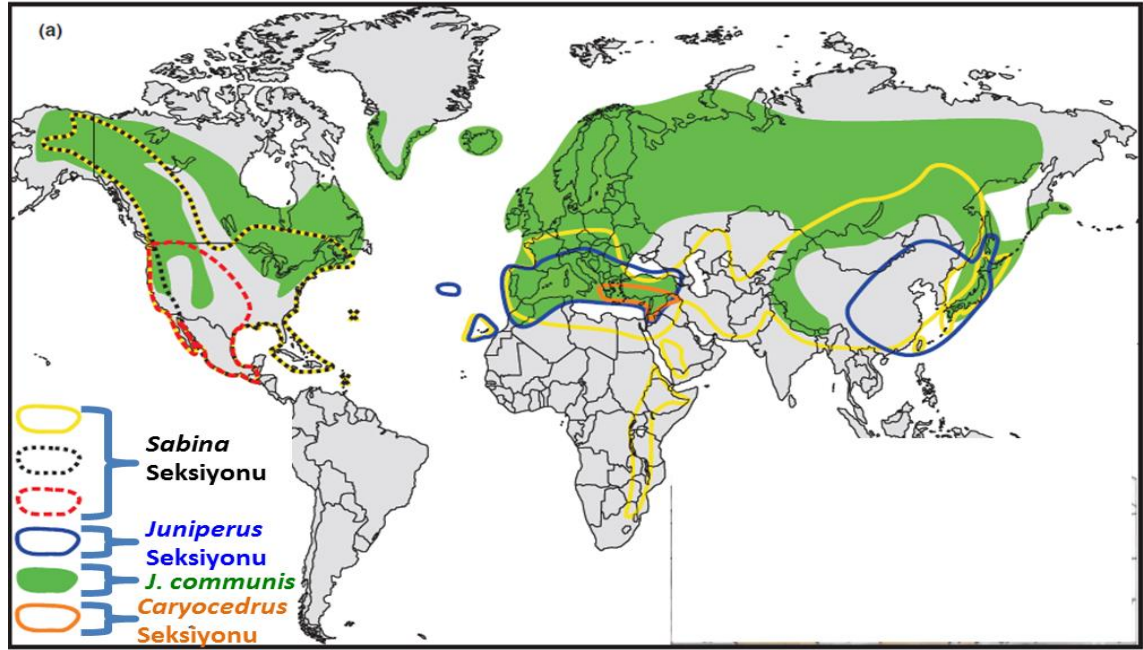 (a)
Sabina
Seksiyonu
Juniperus
Seksiyonu
J. communis
Caryocedrus
Seksiyonu